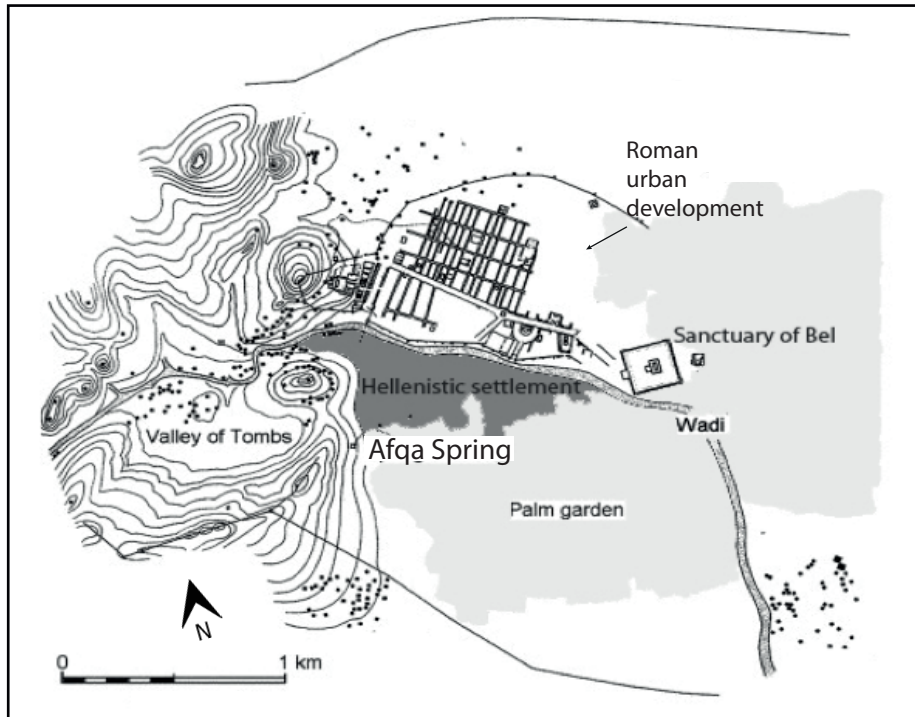 Roman
urban
development
Sanctuary of Bel
Hellenistic settlement
Wadi
Valley of Tombs
Afqa Spring
Palm garden
N
0 1 km